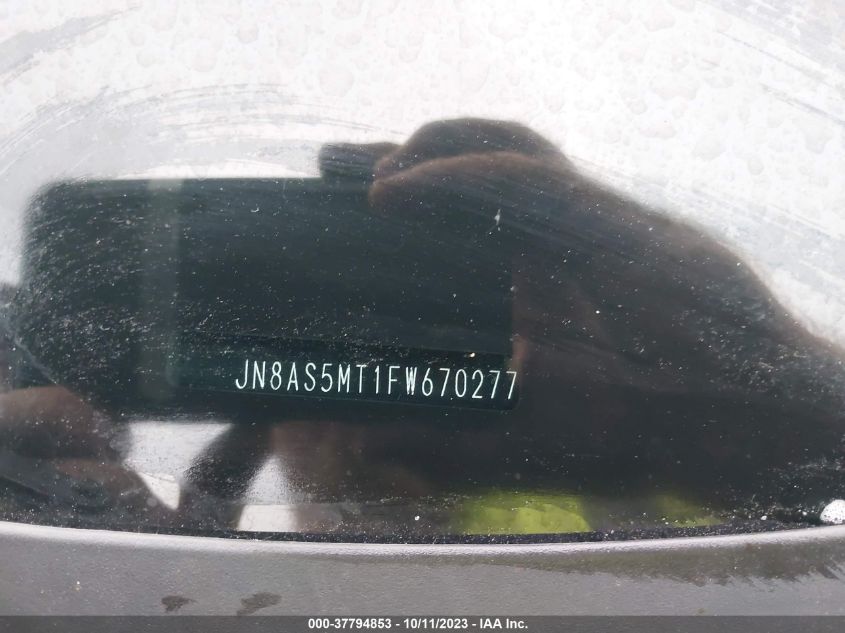 JN8AS5MT1FW670277
000-37794853 - 10/11/2023 - IAA Inc.